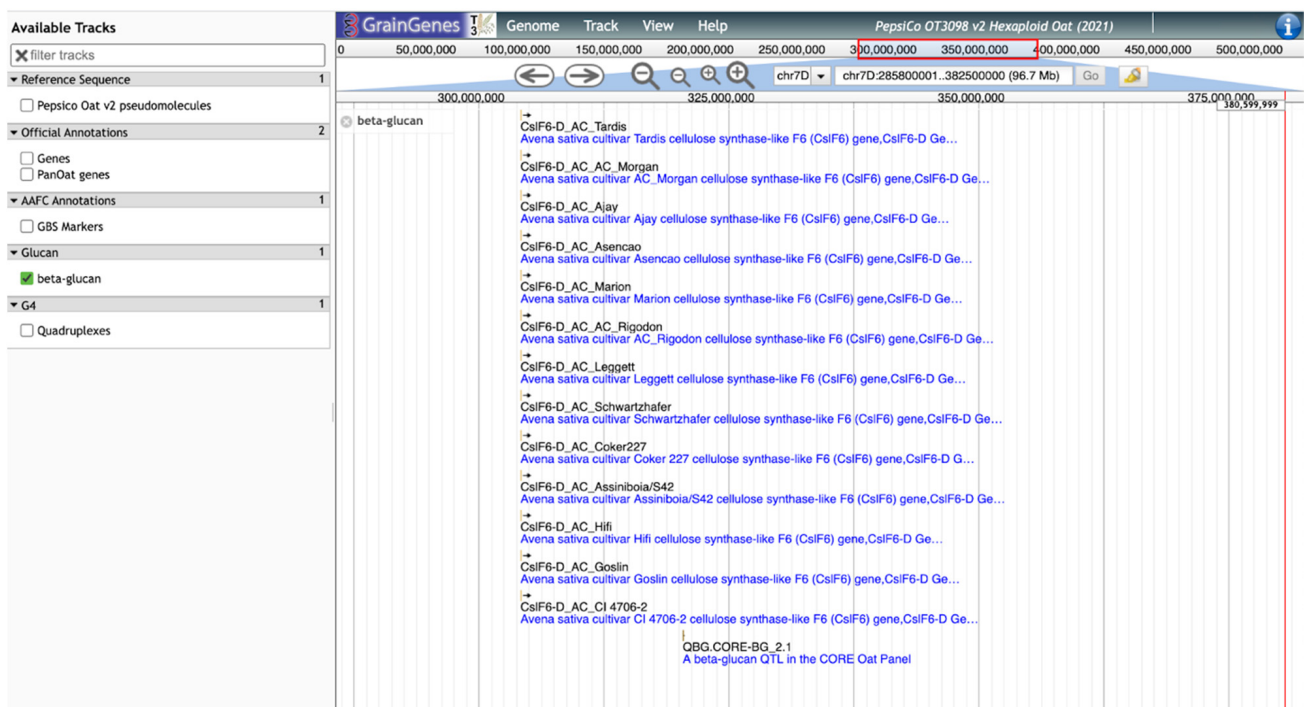 Available Tracks
filter tracks
Reference Sequence 1
Pepsico Oat v2 pseudomolecules
Official Annotations 2
Genes
PanOat genes
AAFC Annotations 1
GBS Markers
Glucan 1
beta-glucan
G4 1
Quadruplexes
GrainGenes T3 Genome Track View Help PepsiCo OT3098 v2 Hexaploid Oat (2021)
0 50,000,000 100,000,000 150,000,000 200,000,000 250,000,000 300,000,000 350,000,000 400,000,000 450,000,000 500,000,000
chr7D chr7D:285800001..382500000 (96.7 Mb) Go
300,000,000 325,000,000 350,000,000 375,000,000
380,599,999
beta-glucan
CslF6-D_AC_Tardis
Avena sativa cultivar Tardis cellulose synthase-like F6 (CslF6) gene,CslF6-D Ge...
CslF6-D_AC_AC_Morgan
Avena sativa cultivar AC_Morgan cellulose synthase-like F6 (CslF6) gene,CslF6-D Ge...
CslF6-D_AC_Ajay
Avena sativa cultivar Ajay cellulose synthase-like F6 (CslF6) gene,CslF6-D Ge...
CslF6-D_AC_Asencao
Avena sativa cultivar Asencao cellulose synthase-like F6 (CslF6) gene,CslF6-D Ge...
CslF6-D_AC_Marion
Avena sativa cultivar Marion cellulose synthase-like F6 (CslF6) gene,CslF6-D Ge...
CslF6-D_AC_AC_Rigodon
Avena sativa cultivar AC_Rigodon cellulose synthase-like F6 (CslF6) gene,CslF6-D Ge...
CslF6-D_AC_Leggett
Avena sativa cultivar Leggett cellulose synthase-like F6 (CslF6) gene,CslF6-D Ge...
CslF6-D_AC_Schwartzhafer
Avena sativa cultivar Schwartzhafer cellulose synthase-like F6 (CslF6) gene,CslF6-D Ge...
CslF6-D_AC_Coker227
Avena sativa cultivar Coker 227 cellulose synthase-like F6 (CslF6) gene,CslF6-D G...
CslF6-D_AC_Assiniboia/S42
Avena sativa cultivar Assiniboia/S42 cellulose synthase-like F6 (CslF6) gene,CslF6-D Ge...
CslF6-D_AC_Hifi
Avena sativa cultivar Hifi cellulose synthase-like F6 (CslF6) gene,CslF6-D Ge...
CslF6-D_AC_Goslin
Avena sativa cultivar Goslin cellulose synthase-like F6 (CslF6) gene,CslF6-D Ge...
CslF6-D_AC_CI 4706-2
Avena sativa cultivar CI 4706-2 cellulose synthase-like F6 (CslF6) gene,CslF6-D Ge...
QBG.CORE-BG_2.1
A beta-glucan QTL in the CORE Oat Panel